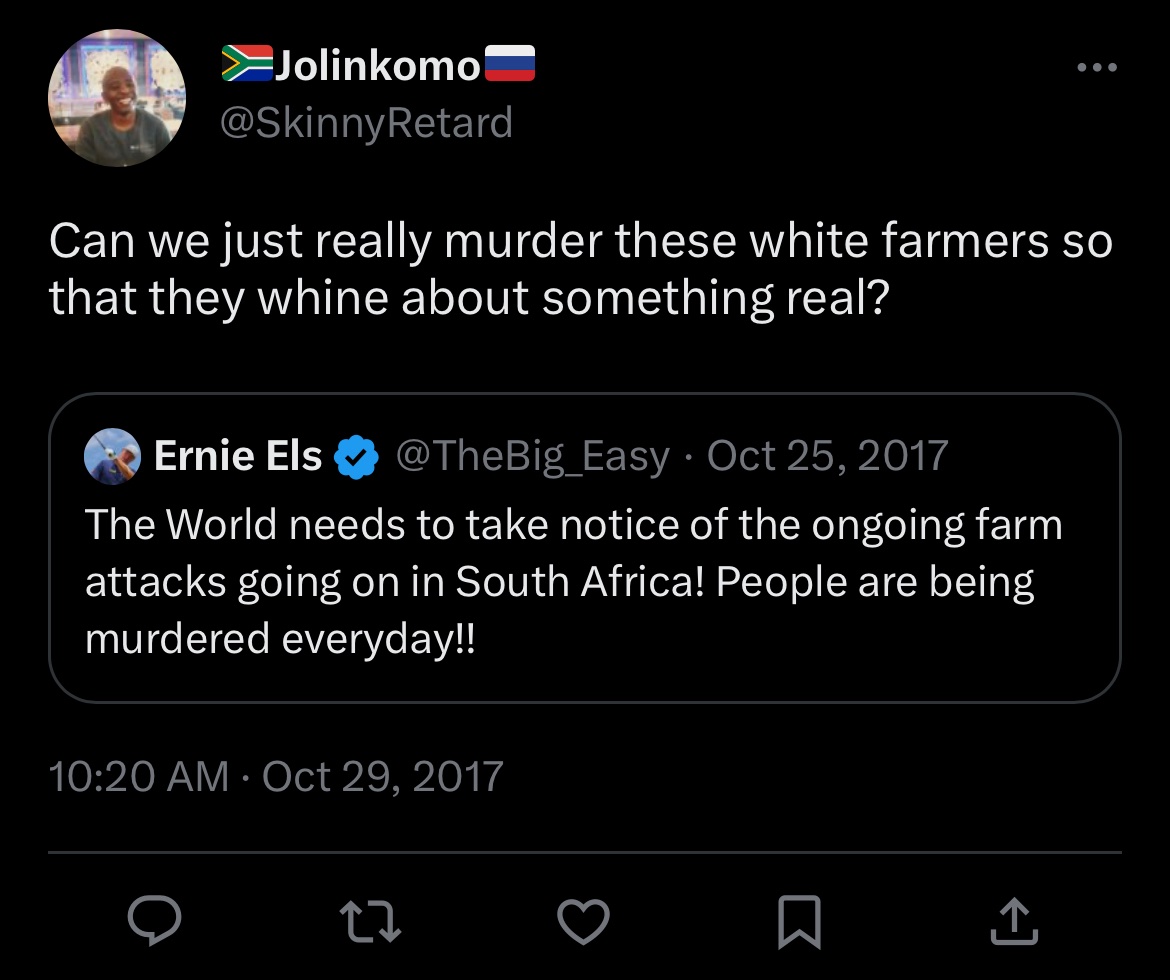 🇿🇦Jolinkomo🇷🇺
@SkinnyRetard
Can we just really murder these white farmers so
that they whine about something real?
Ernie Els @TheBig_Easy · Oct 25, 2017
The World needs to take notice of the ongoing farm
attacks going on in South Africa! People are being
murdered everyday!!
10:20 AM · Oct 29, 2017